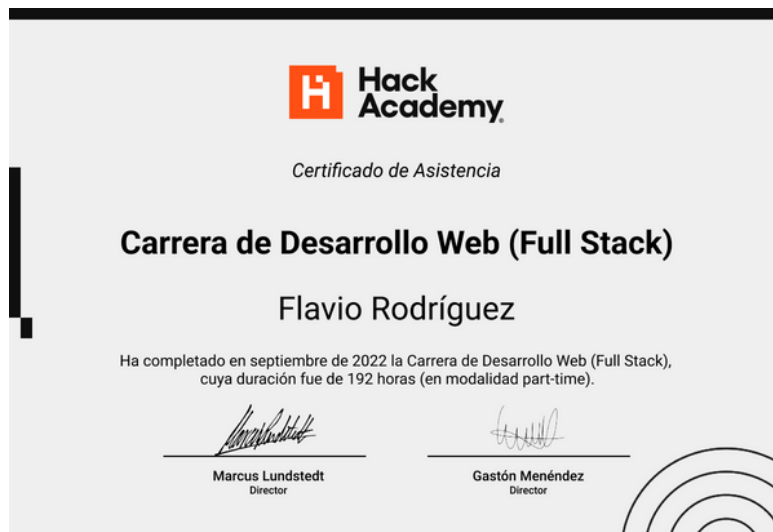 Hack
Academy
Certificado de Asistencia
Carrera de Desarrollo Web (Full Stack)
Flavio Rodríguez
Ha completado en septiembre de 2022 la Carrera de Desarrollo Web (Full Stack),
cuya duración fue de 192 horas (en modalidad part-time).
Marcus Lundstedt
Director
Gastón Menéndez
Director